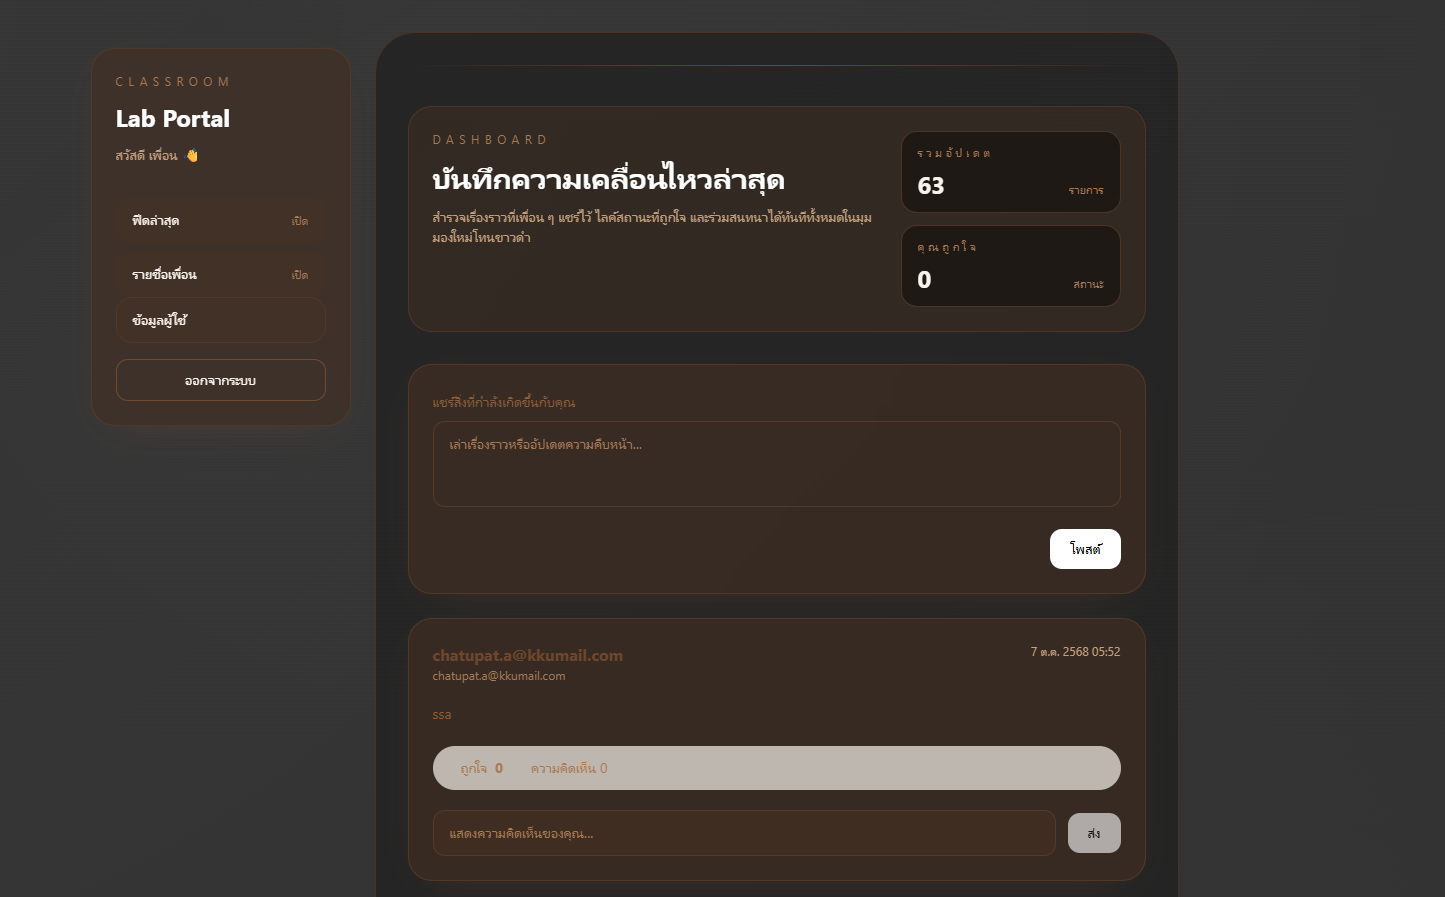 CLASSROOM
Lab Portal
สวัสดี เพื่อน 👋
ฟีดล่าสุด เปิด
รายชื่อเพื่อน เปิด
ข้อมูลผู้ใช้
ออกจากระบบ
DASHBOARD
บันทึกความเคลื่อนไหวล่าสุด
สำรวจเรื่องราวที่เพื่อน ๆ แชร์ไว้ ไลค์สถานะที่ถูกใจ และร่วมสนทนาได้ทันทีทั้งหมดในมุม
มองใหม่โทนขาวดำ
รวมอัปเดต
63 รายการ
คุณถูกใจ
0 สถานะ
แชร์สิ่งที่กำลังเกิดขึ้นกับคุณ
เล่าเรื่องราวหรืออัปเดตความคืบหน้า...
โพสต์
chatupat.a@kkumail.com
7 ต.ค. 2568 05:52
chatupat.a@kkumail.com
ssa
ถูกใจ 0 ความคิดเห็น 0
แสดงความคิดเห็นของคุณ...
ส่ง